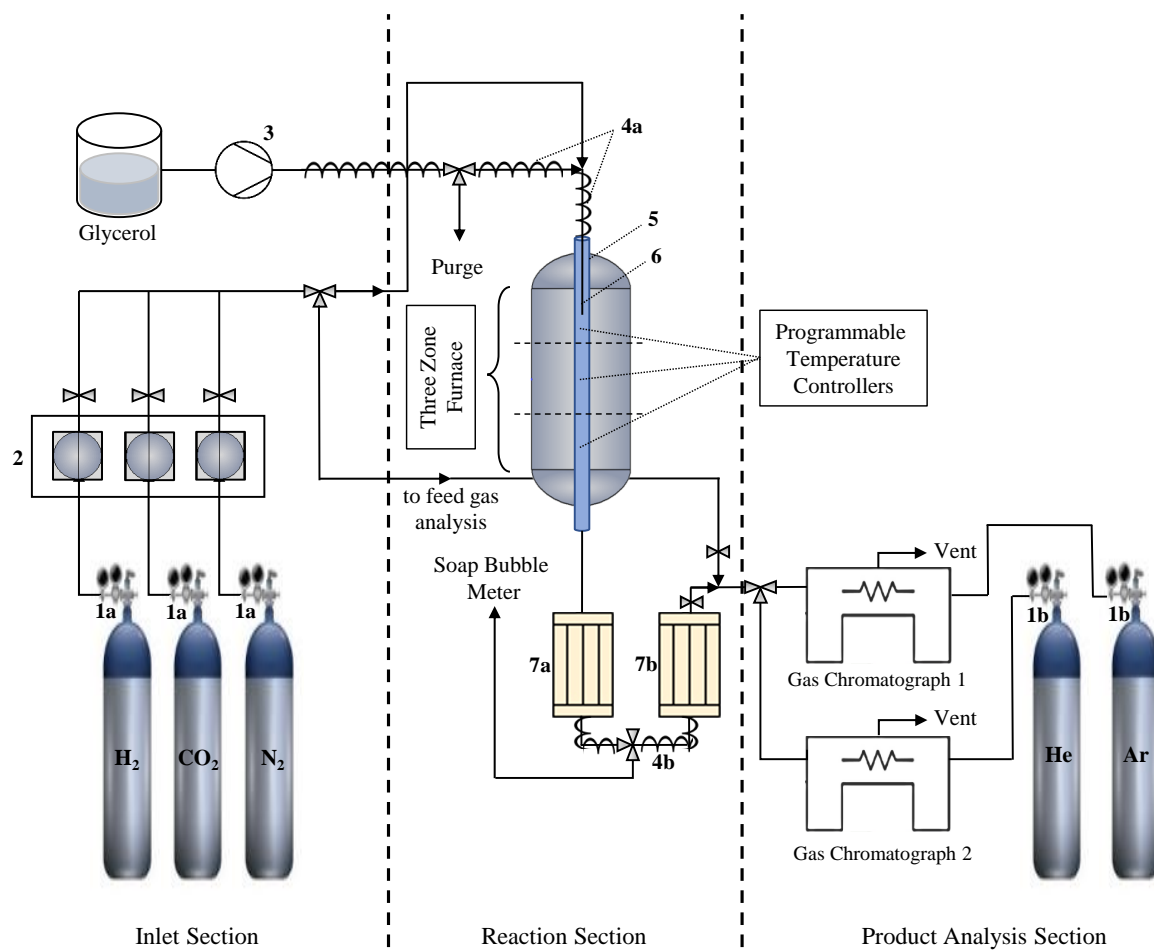 3
4a
Glycerol
Purge
5
6
Three Zone
Furnace
Programmable
Temperature
Controllers
2
to feed gas
analysis
Soap Bubble
Meter
1a
1a
1a
7a
7b
4b
H₂
CO₂
N₂
Vent
Gas Chromatograph 1
Vent
Gas Chromatograph 2
1b
1b
He
Ar
Inlet Section
Reaction Section
Product Analysis Section